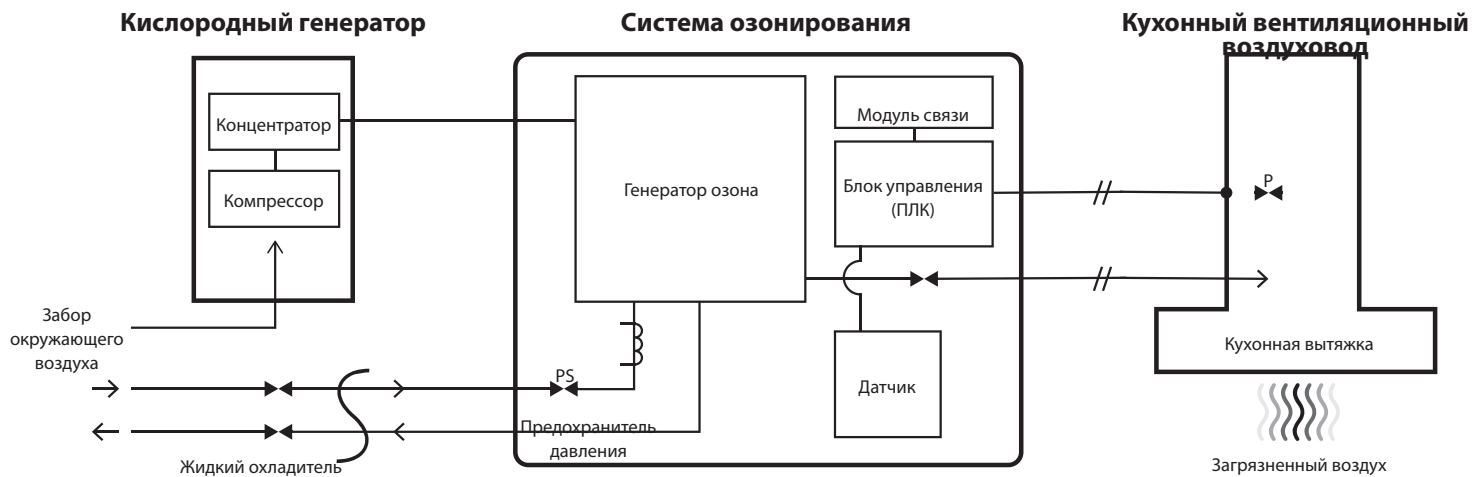 Кислородный генератор
Система озонирования
Кухонный вентиляционный
воздуховод
Концентратор
Компрессор
Генератор озона
Модуль связи
Блок управления
(ПЛК)
P
Забор
окружающего
воздуха
PS
Датчик
Кухонная вытяжка
Предохранитель
давления
Жидкий охладитель
Загрязненный воздух